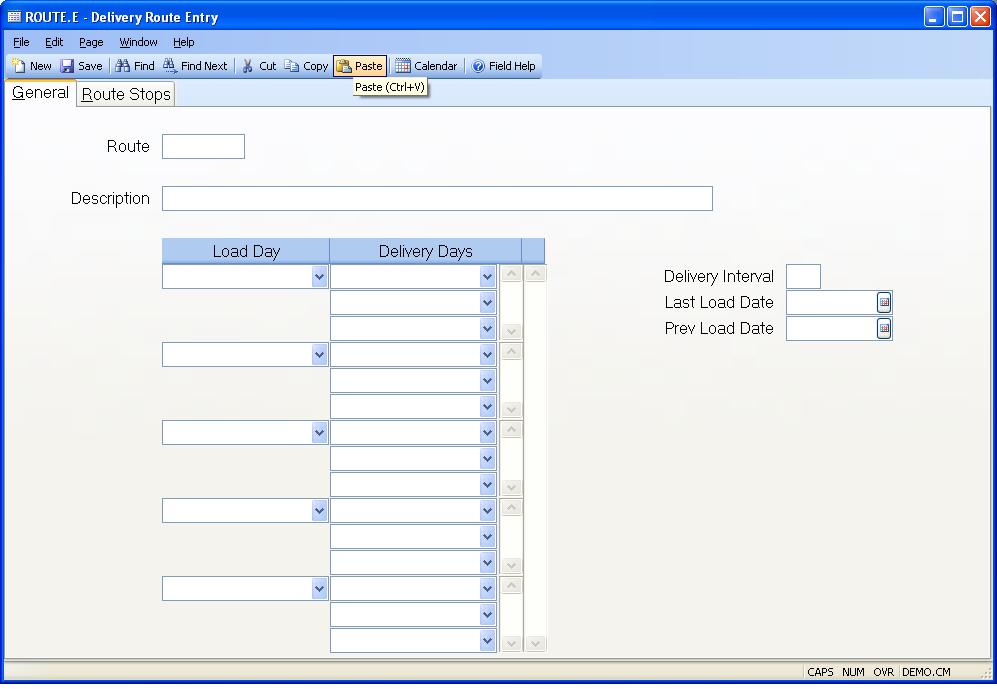 ROUTE.E - Delivery Route Entry
File Edit Page Window Help
New Save Find Find Next Cut Copy Paste Calendar Field Help
Paste (Ctrl+V)
General Route Stops
Route
Description
Load Day Delivery Days
Delivery Interval
Last Load Date
Prev Load Date
CAPS NUM OVR DEMO.CM